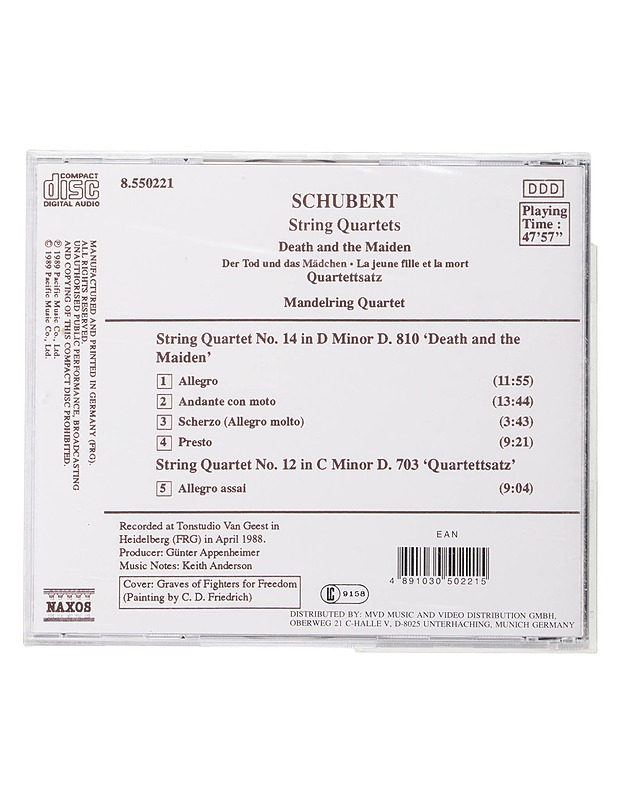 COMPACT
disc
DIGITAL AUDIO
8.550221
DDD
Playing
Time :
47'57”
SCHUBERT
String Quartets
Death and the Maiden
Der Tod und das Mädchen • La jeune fille et la mort
Quartettsatz
Mandelring Quartet
String Quartet No. 14 in D Minor D. 810 ‘Death and the
Maiden’
1 Allegro (11:55)
2 Andante con moto (13:44)
3 Scherzo (Allegro molto) (3:43)
4 Presto (9:21)
String Quartet No. 12 in C Minor D. 703 ‘Quartettsatz’
5 Allegro assai (9:04)
Recorded at Tonstudio Van Geest in
Heidelberg (FRG) in April 1988.
Producer: Günter Appenheimer
Music Notes: Keith Anderson
Cover: Graves of Fighters for Freedom
(Painting by C. D. Friedrich)
EAN
4 891030 502215
LC 9158
DISTRIBUTED BY: MVD MUSIC AND VIDEO DISTRIBUTION GMBH,
OBERWEG 21 C-HALLE V, D-8025 UNTERHACHING, MUNICH GERMANY
MANUFACTURED AND PRINTED IN GERMANY (FRG).
ALL RIGHTS RESERVED.
UNAUTHORISED PUBLIC PERFORMANCE, BROADCASTING
AND COPYING OF THIS COMPACT DISC PROHIBITED.
℗ 1989 Pacific Music Co., Ltd.
© 1989 Pacific Music Co., Ltd.
NAXOS